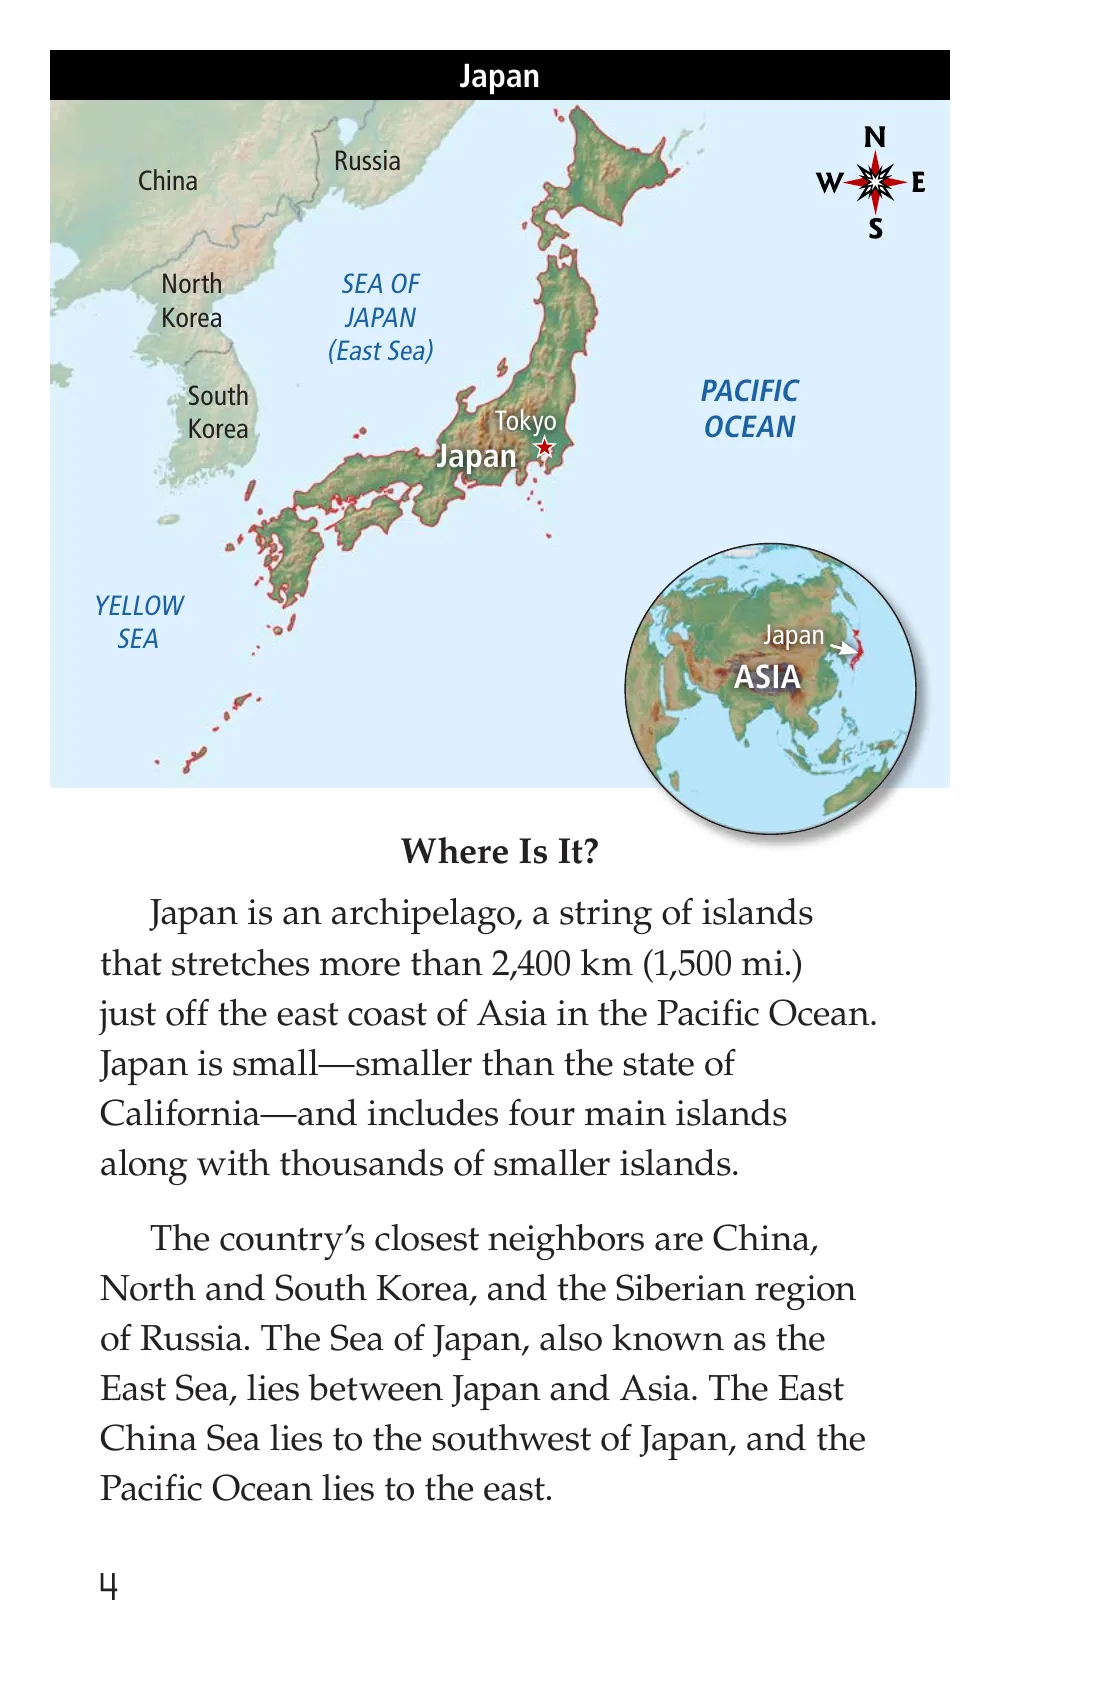 Japan
N
W E
S
China
Russia
North
Korea
SEA OF
JAPAN
(East Sea)
South
Korea
PACIFIC
OCEAN
Tokyo
Japan
YELLOW
SEA
Japan
ASIA
Where Is It?
Japan is an archipelago, a string of islands
that stretches more than 2,400 km (1,500 mi.)
just off the east coast of Asia in the Pacific Ocean.
Japan is small—smaller than the state of
California—and includes four main islands
along with thousands of smaller islands.
The country’s closest neighbors are China,
North and South Korea, and the Siberian region
of Russia. The Sea of Japan, also known as the
East Sea, lies between Japan and Asia. The East
China Sea lies to the southwest of Japan, and the
Pacific Ocean lies to the east.
4